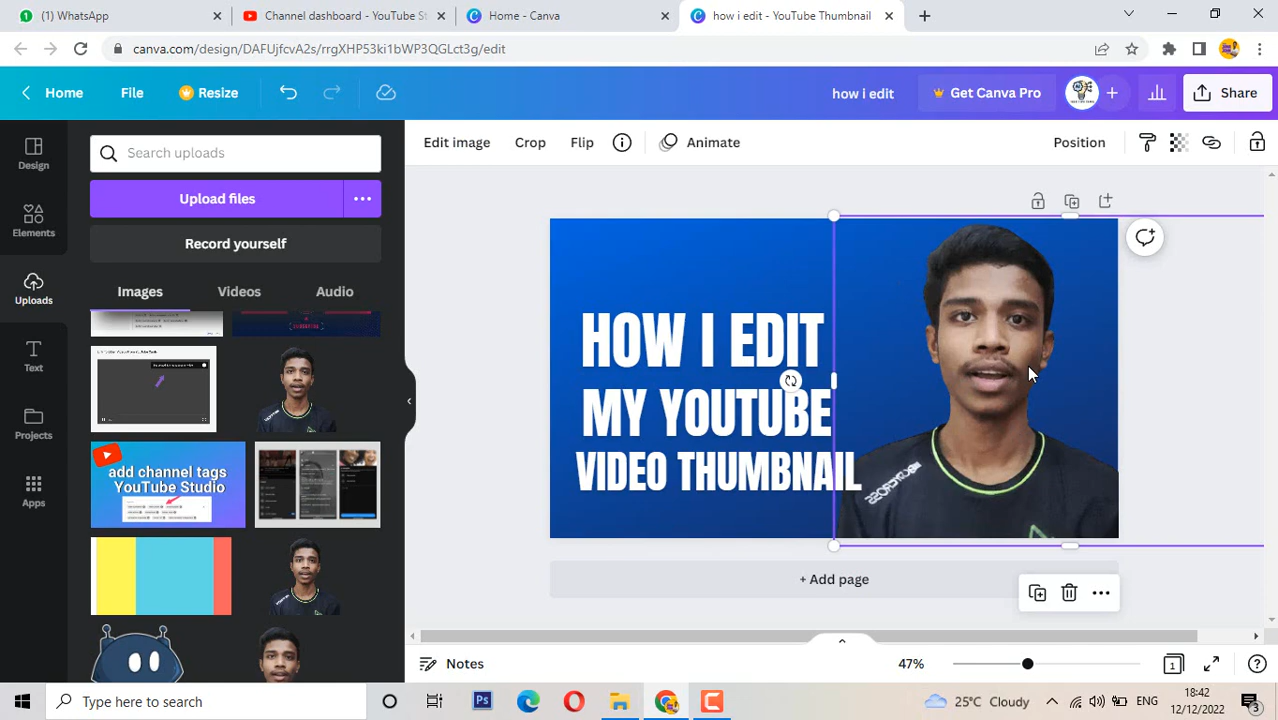 (1) WhatsApp
Channel dashboard - YouTube St
Home - Canva
how i edit - YouTube Thumbnail
canva.com/design/DAFUjfcvA2s/rrgXHP53ki1bWP3QGLct3g/edit
Home
File
Resize
how i edit
Get Canva Pro
Share
Search uploads
Upload files
Record yourself
Images
Videos
Audio
Design
Elements
Uploads
Text
Projects
Apps
add channel tags
YouTube Studio
Edit image
Crop
Flip
Animate
Position
HOW I EDIT
MY YOUTUBE
VIDEO THUMBNAIL
+ Add page
Notes
47%
1
Type here to search
Ps
25°C Cloudy
ENG
18:42
12/12/2022
3